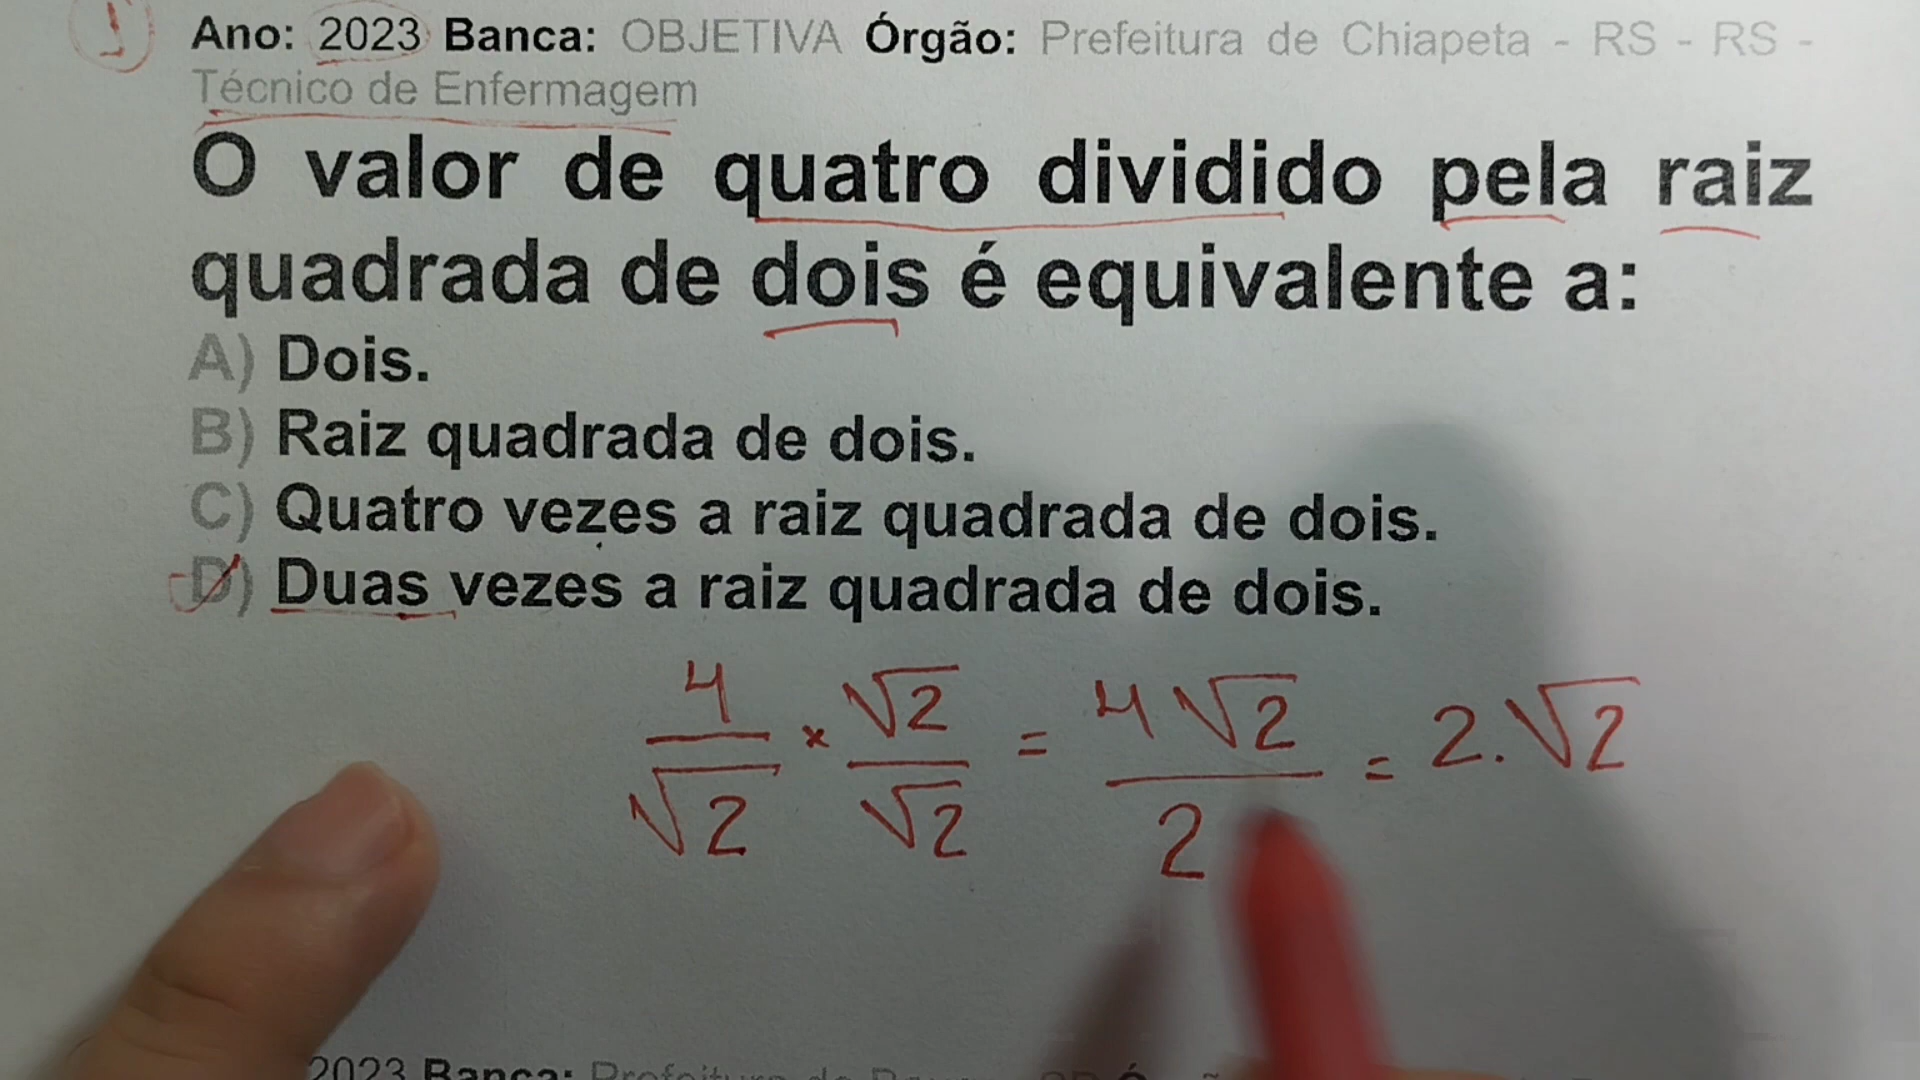 1
Ano: 2023 Banca: OBJETIVA Órgão: Prefeitura de Chiapeta - RS - RS -
Técnico de Enfermagem
O valor de quatro dividido pela raiz
quadrada de dois é equivalente a:
A) Dois.
B) Raiz quadrada de dois.
C) Quatro vezes a raiz quadrada de dois.
D) Duas vezes a raiz quadrada de dois.
4/√2 × √2/√2 = 4√2/2 = 2.√2
2023 Banca: Prefeitura